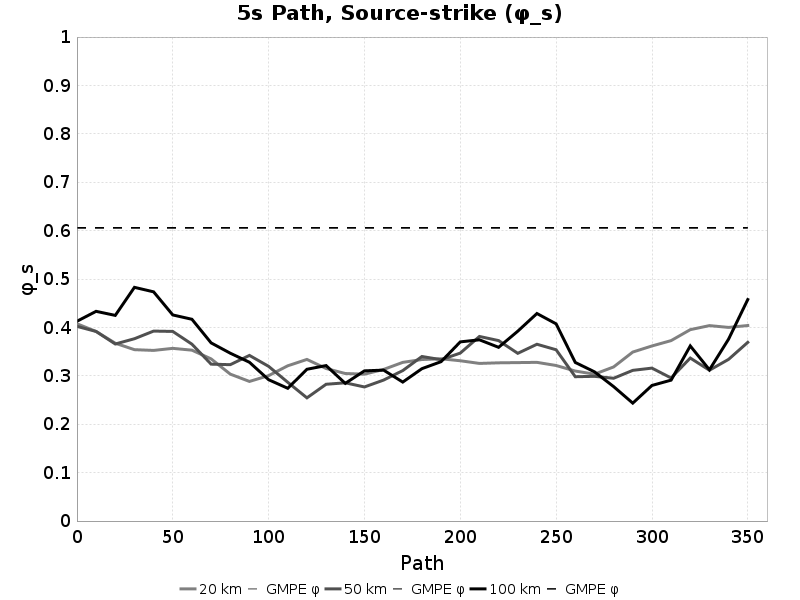 5s Path, Source-strike (φ_s)
1
0.9
0.8
0.7
0.6
0.5
0.4
0.3
0.2
0.1
0
φ_s
0 50 100 150 200 250 300 350
Path
20 km GMPE φ 50 km GMPE φ 100 km GMPE φ